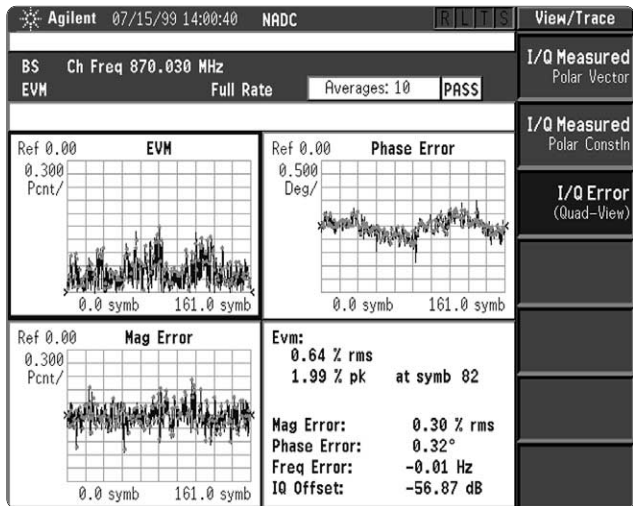 Agilent 07/15/99 14:00:40 NADC R L T S View/Trace
BS Ch Freq 870.030 MHz
EVM Full Rate Averages: 10 PASS
I/Q Measured
Polar Vector
I/Q Measured
Polar Constln
I/Q Error
(Quad-View)
Ref 0.00 EVM
0.300
Pcnt/
0.0 symb 161.0 symb
Ref 0.00 Phase Error
0.500
Deg/
0.0 symb 161.0 symb
Ref 0.00 Mag Error
0.300
Pcnt/
0.0 symb 161.0 symb
Evm:
0.64 % rms
1.99 % pk at symb 82
Mag Error: 0.30 % rms
Phase Error: 0.32°
Freq Error: -0.01 Hz
IQ Offset: -56.87 dB